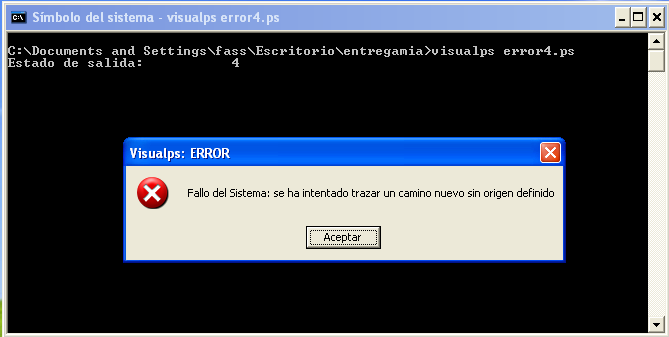 Símbolo del sistema - visualps error4.ps
C:\Documents and Settings\fass\Escritorio\entregamia>visualps error4.ps
Estado de salida: 4
Visualps: ERROR
Fallo del Sistema: se ha intentado trazar un camino nuevo sin origen definido
Aceptar